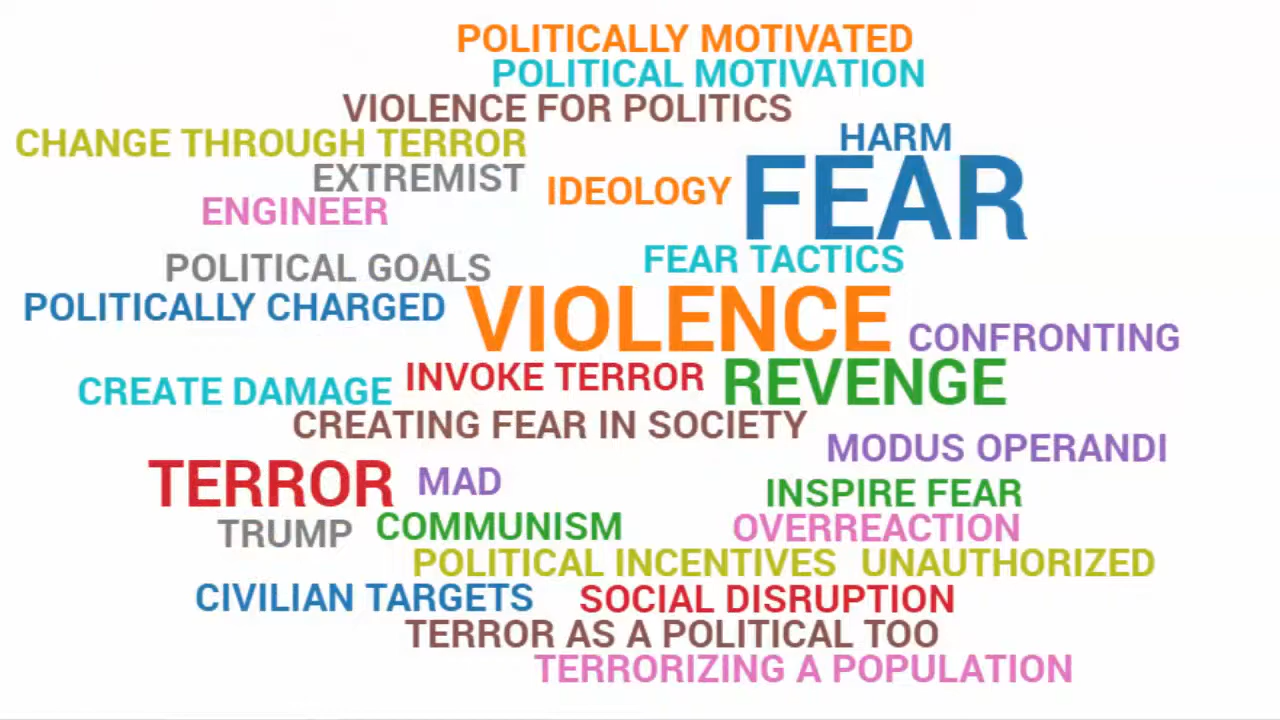 POLITICALLY MOTIVATED
POLITICAL MOTIVATION
VIOLENCE FOR POLITICS
HARM
CHANGE THROUGH TERROR
EXTREMIST
IDEOLOGY
FEAR
ENGINEER
FEAR TACTICS
POLITICAL GOALS
POLITICALLY CHARGED
VIOLENCE
CONFRONTING
INVOKE TERROR
REVENGE
CREATE DAMAGE
CREATING FEAR IN SOCIETY
MODUS OPERANDI
TERROR
MAD
INSPIRE FEAR
TRUMP
COMMUNISM
OVERREACTION
POLITICAL INCENTIVES
UNAUTHORIZED
CIVILIAN TARGETS
SOCIAL DISRUPTION
TERROR AS A POLITICAL TOO
TERRORIZING A POPULATION